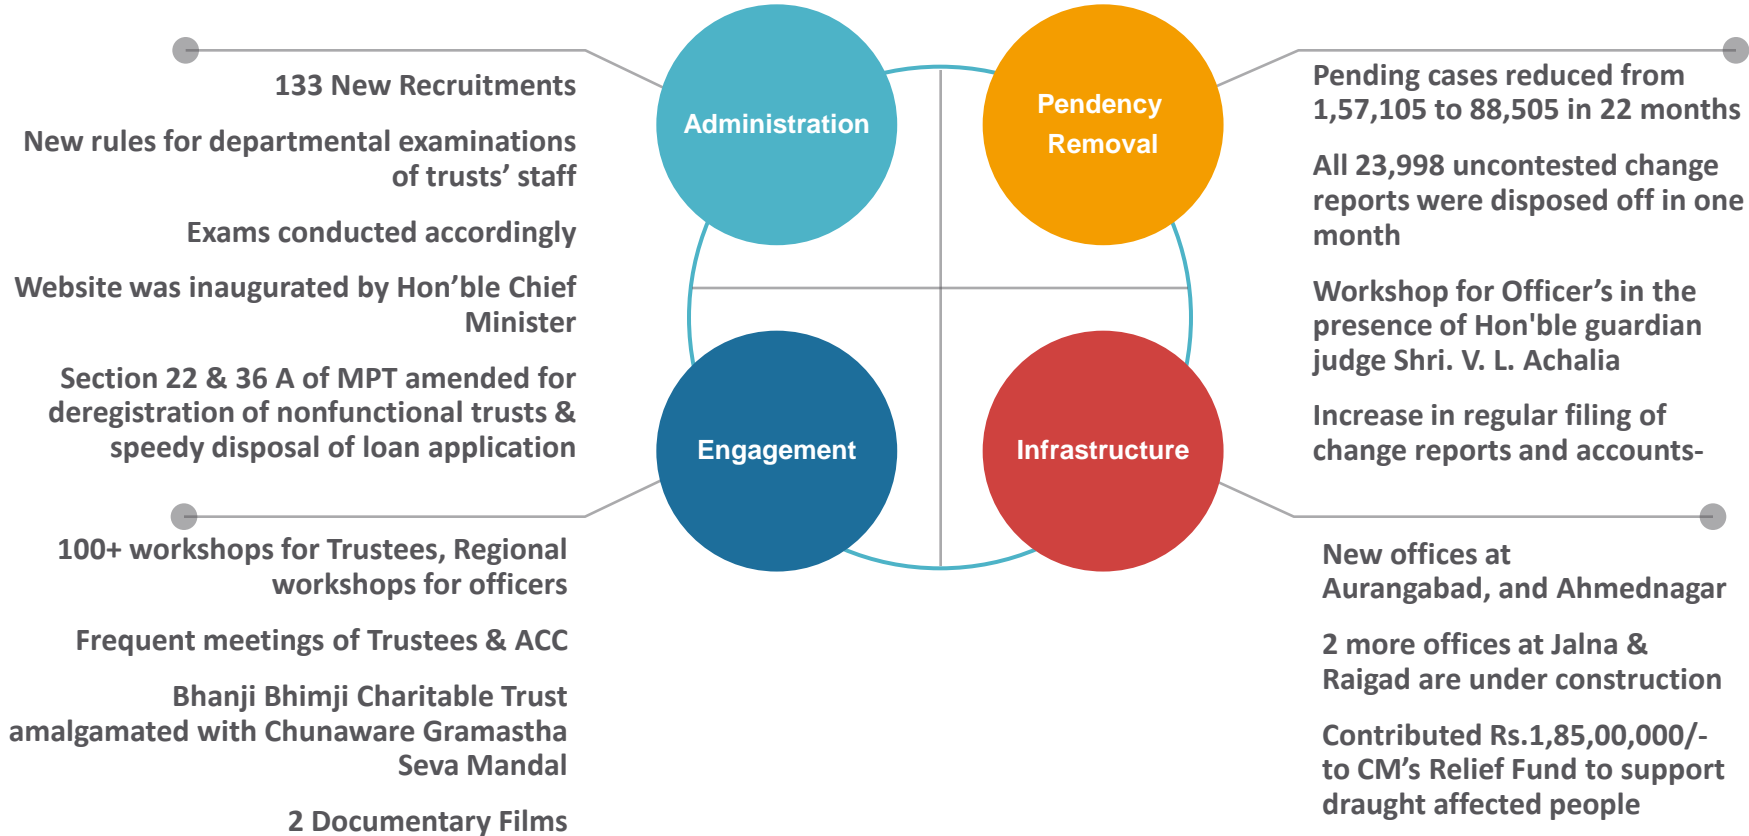 Administration
133 New Recruitments
New rules for departmental examinations
of trusts’ staff
Exams conducted accordingly
Website was inaugurated by Hon’ble Chief
Minister
Section 22 & 36 A of MPT amended for
deregistration of nonfunctional trusts &
speedy disposal of loan application
Pendency
Removal
Pending cases reduced from
1,57,105 to 88,505 in 22 months
All 23,998 uncontested change
reports were disposed off in one
month
Workshop for Officer’s in the
presence of Hon'ble guardian
judge Shri. V. L. Achalia
Increase in regular filing of
change reports and accounts-
Engagement
100+ workshops for Trustees, Regional
workshops for officers
Frequent meetings of Trustees & ACC
Bhanji Bhimji Charitable Trust
amalgamated with Chunaware Gramastha
Seva Mandal
2 Documentary Films
Infrastructure
New offices at
Aurangabad, and Ahmednagar
2 more offices at Jalna &
Raigad are under construction
Contributed Rs.1,85,00,000/-
to CM’s Relief Fund to support
draught affected people